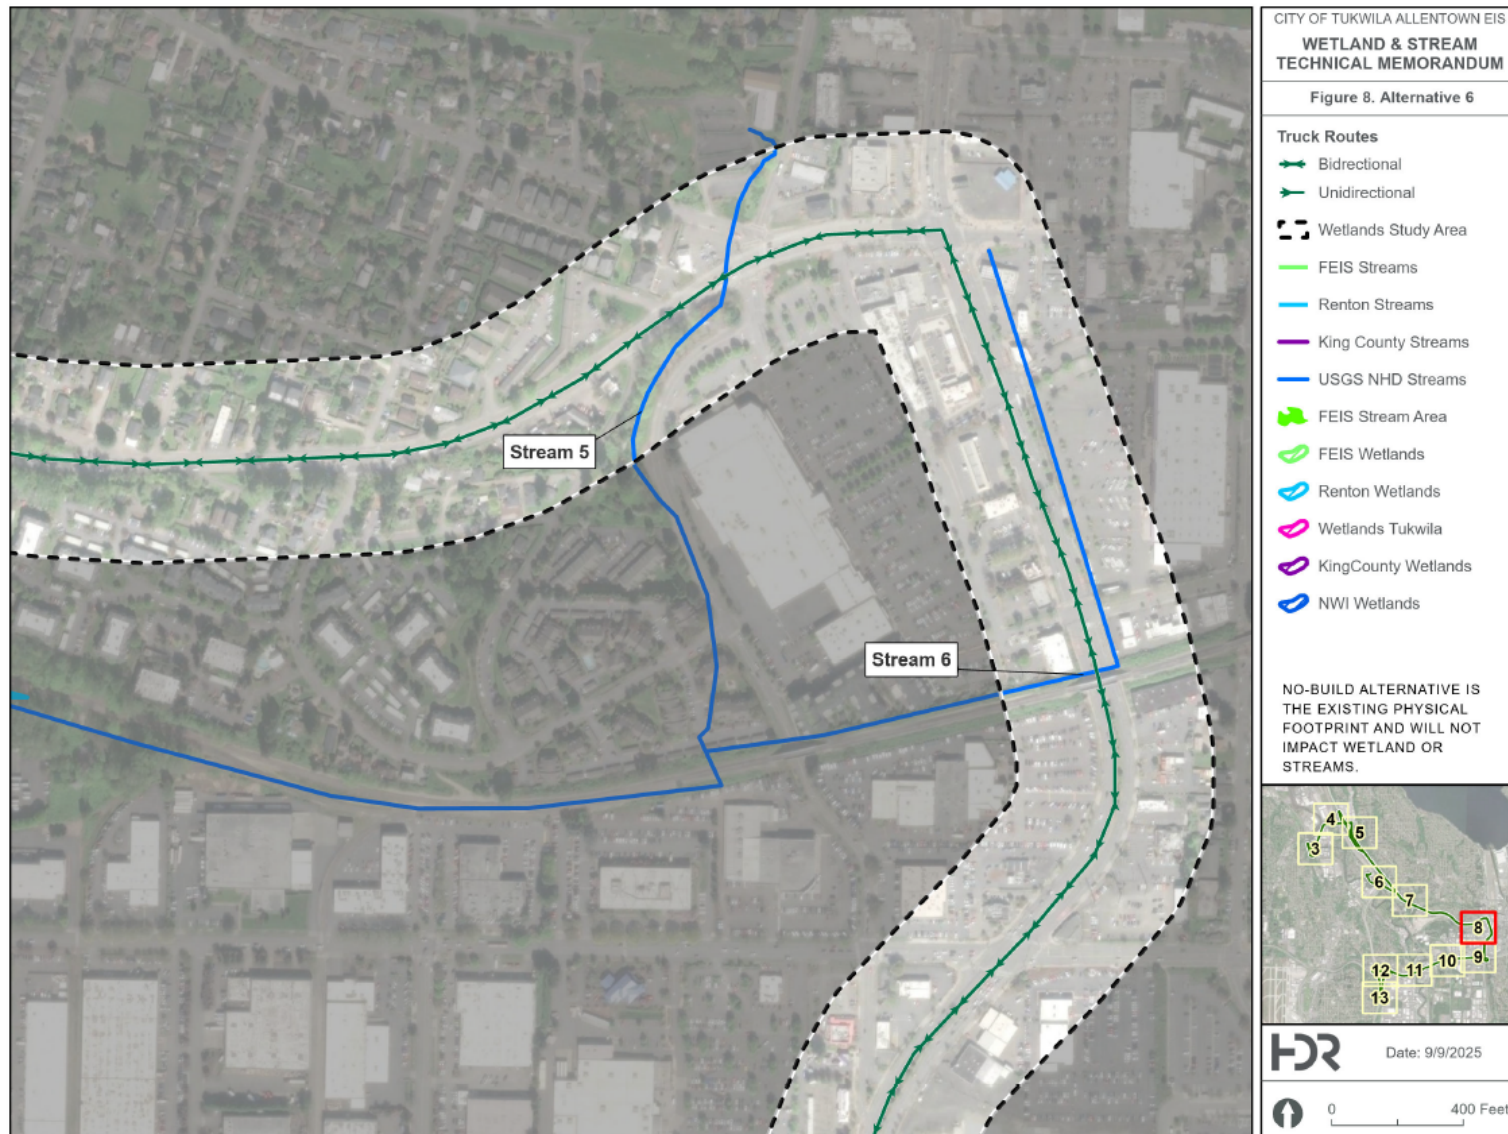 CITY OF TUKWILA ALLENTOWN EIS
WETLAND & STREAM
TECHNICAL MEMORANDUM
Figure 8. Alternative 6
Truck Routes
Bidrectional
Unidirectional
Wetlands Study Area
FEIS Streams
Renton Streams
King County Streams
USGS NHD Streams
FEIS Stream Area
FEIS Wetlands
Renton Wetlands
Wetlands Tukwila
KingCounty Wetlands
NWI Wetlands
NO-BUILD ALTERNATIVE IS
THE EXISTING PHYSICAL
FOOTPRINT AND WILL NOT
IMPACT WETLAND OR
STREAMS.
Stream 5
Stream 6
4
5
3
6
7
8
9
10
12
11
13
HDR
Date: 9/9/2025
0
400 Feet